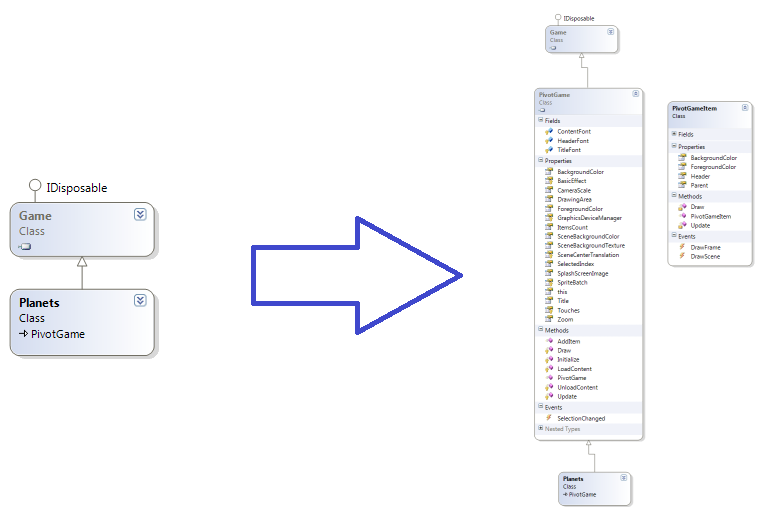 IDisposable
Game
Class
Planets
Class
PivotGame
IDisposable
Game
Class
PivotGame
Class
Fields
ContentFont
HeaderFont
TitleFont
Properties
BackgroundColor
BasicEffect
CameraScale
DrawingArea
ForegroundColor
GraphicsDeviceManager
ItemsCount
SceneBackgroundColor
SceneBackgroundTexture
SceneCenterTranslation
SelectedIndex
SplashScreenImage
SpriteBatch
this
Title
Touches
Zoom
Methods
AddItem
Draw
Initialize
LoadContent
PivotGame
UnloadContent
Update
Events
SelectionChanged
Nested Types
Planets
Class
PivotGame
PivotGameItem
Class
Fields
Properties
BackgroundColor
ForegroundColor
Header
Parent
Methods
Draw
PivotGameItem
Update
Events
DrawFrame
DrawScene